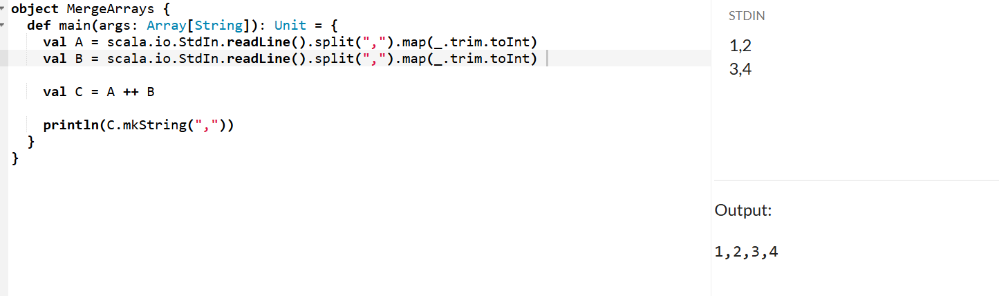 object MergeArrays {
def main(args: Array[String]): Unit = {
val A = scala.io.StdIn.readLine().split(",").map(_.trim.toInt)
val B = scala.io.StdIn.readLine().split(",").map(_.trim.toInt)
val C = A ++ B
println(C.mkString(","))
}
}
STDIN
1,2
3,4
Output:
1,2,3,4